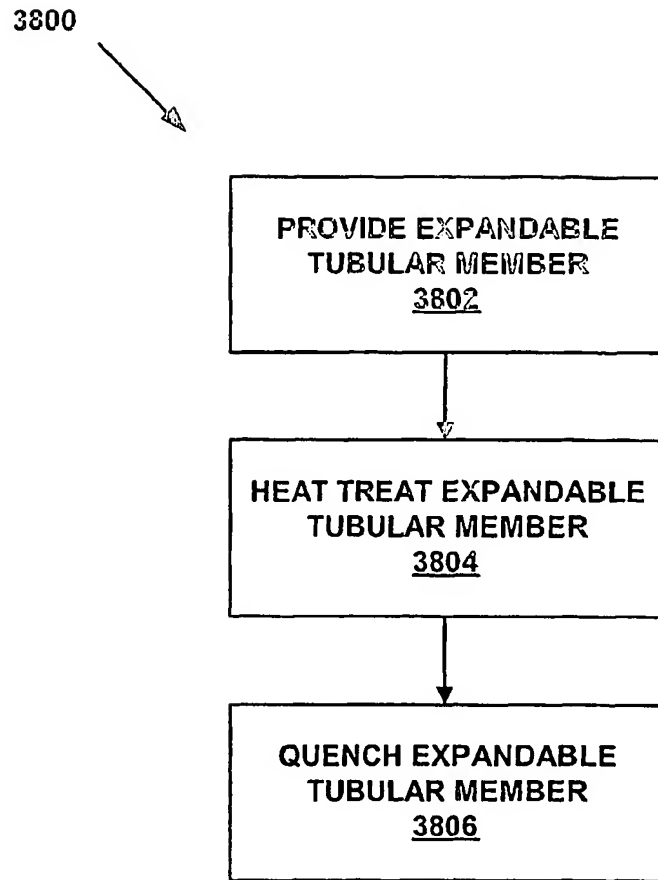 3800
PROVIDE EXPANDABLE
TUBULAR MEMBER
3802
HEAT TREAT EXPANDABLE
TUBULAR MEMBER
3804
QUENCH EXPANDABLE
TUBULAR MEMBER
3806